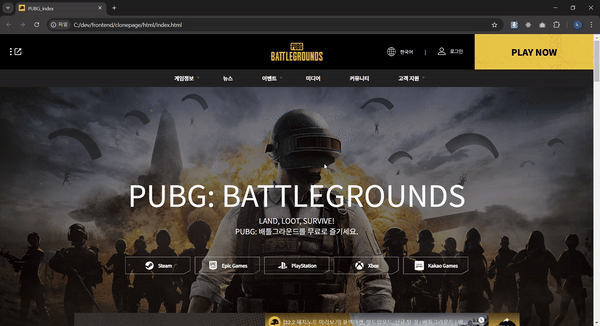 PUBG_Index
파일 C:/dev/frontend/clonepage/html/index.html
PUBG
BATTLEGROUNDS
한국어 | 로그인
PLAY NOW
게임정보 뉴스 이벤트 미디어 커뮤니티 고객 지원
PUBG: BATTLEGROUNDS
LAND, LOOT, SURVIVE!
PUBG: 배틀그라운드를 무료로 즐기세요.
Steam Epic Games PlayStation Xbox Kakao Games